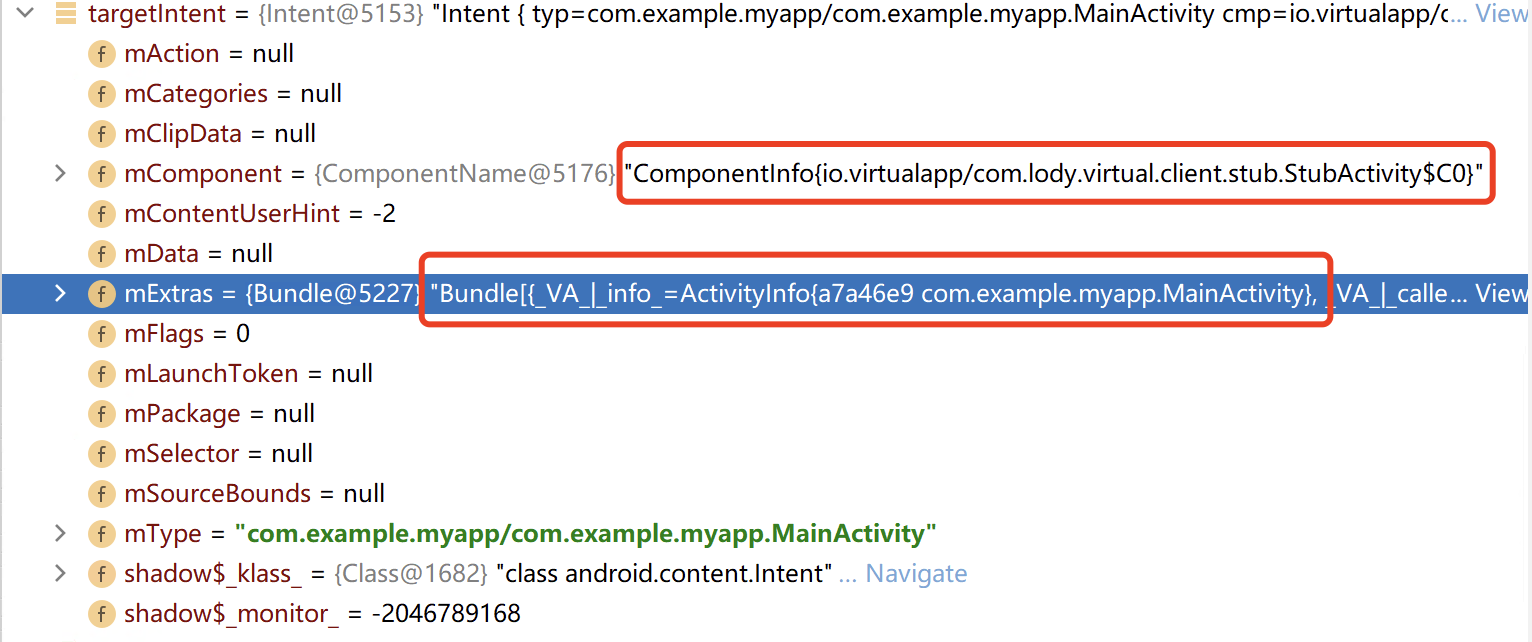 targetIntent = {Intent@5153} "Intent { typ=com.example.myapp/com.example.myapp.MainActivity cmp=io.virtualapp/c... View
f mAction = null
f mCategories = null
f mClipData = null
f mComponent = {ComponentName@5176} "ComponentInfo{io.virtualapp/com.lody.virtual.client.stub.StubActivity$C0}"
f mContentUserHint = -2
f mData = null
f mExtras = {Bundle@5227} "Bundle[{_VA_|_info_=ActivityInfo{a7a46e9 com.example.myapp.MainActivity}, _VA_|_calle... View
f mFlags = 0
f mLaunchToken = null
f mPackage = null
f mSelector = null
f mSourceBounds = null
f mType = "com.example.myapp/com.example.myapp.MainActivity"
f shadow$_klass_ = {Class@1682} "class android.content.Intent" ... Navigate
f shadow$_monitor_ = -2046789168